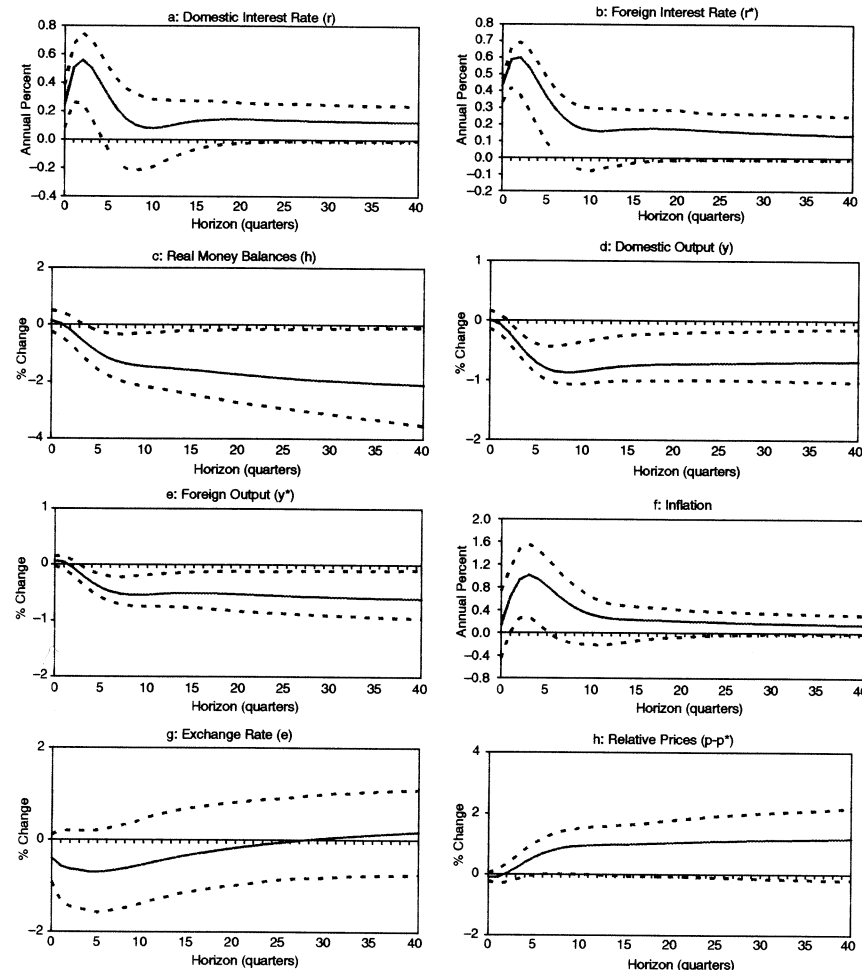 a: Domestic Interest Rate (r)
Annual Percent
0.8
0.6
0.4
0.2
0.0
−0.2
−0.4
0 5 10 15 20 25 30 35 40
Horizon (quarters)
b: Foreign Interest Rate (r*)
Annual Percent
0.8
0.7
0.6
0.5
0.4
0.3
0.2
0.1
0.0
−0.1
−0.2
0 5 10 15 20 25 30 35 40
Horizon (quarters)
c: Real Money Balances (h)
% Change
2
0
−2
−4
0 5 10 15 20 25 30 35 40
Horizon (quarters)
d: Domestic Output (y)
% Change
1
0
−1
−2
0 5 10 15 20 25 30 35 40
Horizon (quarters)
e: Foreign Output (y*)
% Change
1
0
−1
−2
0 5 10 15 20 25 30 35 40
Horizon (quarters)
f: Inflation
Annual Percent
2.0
1.6
1.2
0.8
0.4
0.0
−0.4
−0.8
0 5 10 15 20 25 30 35 40
Horizon (quarters)
g: Exchange Rate (e)
% Change
2
0
−2
0 5 10 15 20 25 30 35 40
Horizon (quarters)
h: Relative Prices (p-p*)
% Change
4
2
0
−2
0 5 10 15 20 25 30 35 40
Horizon (quarters)